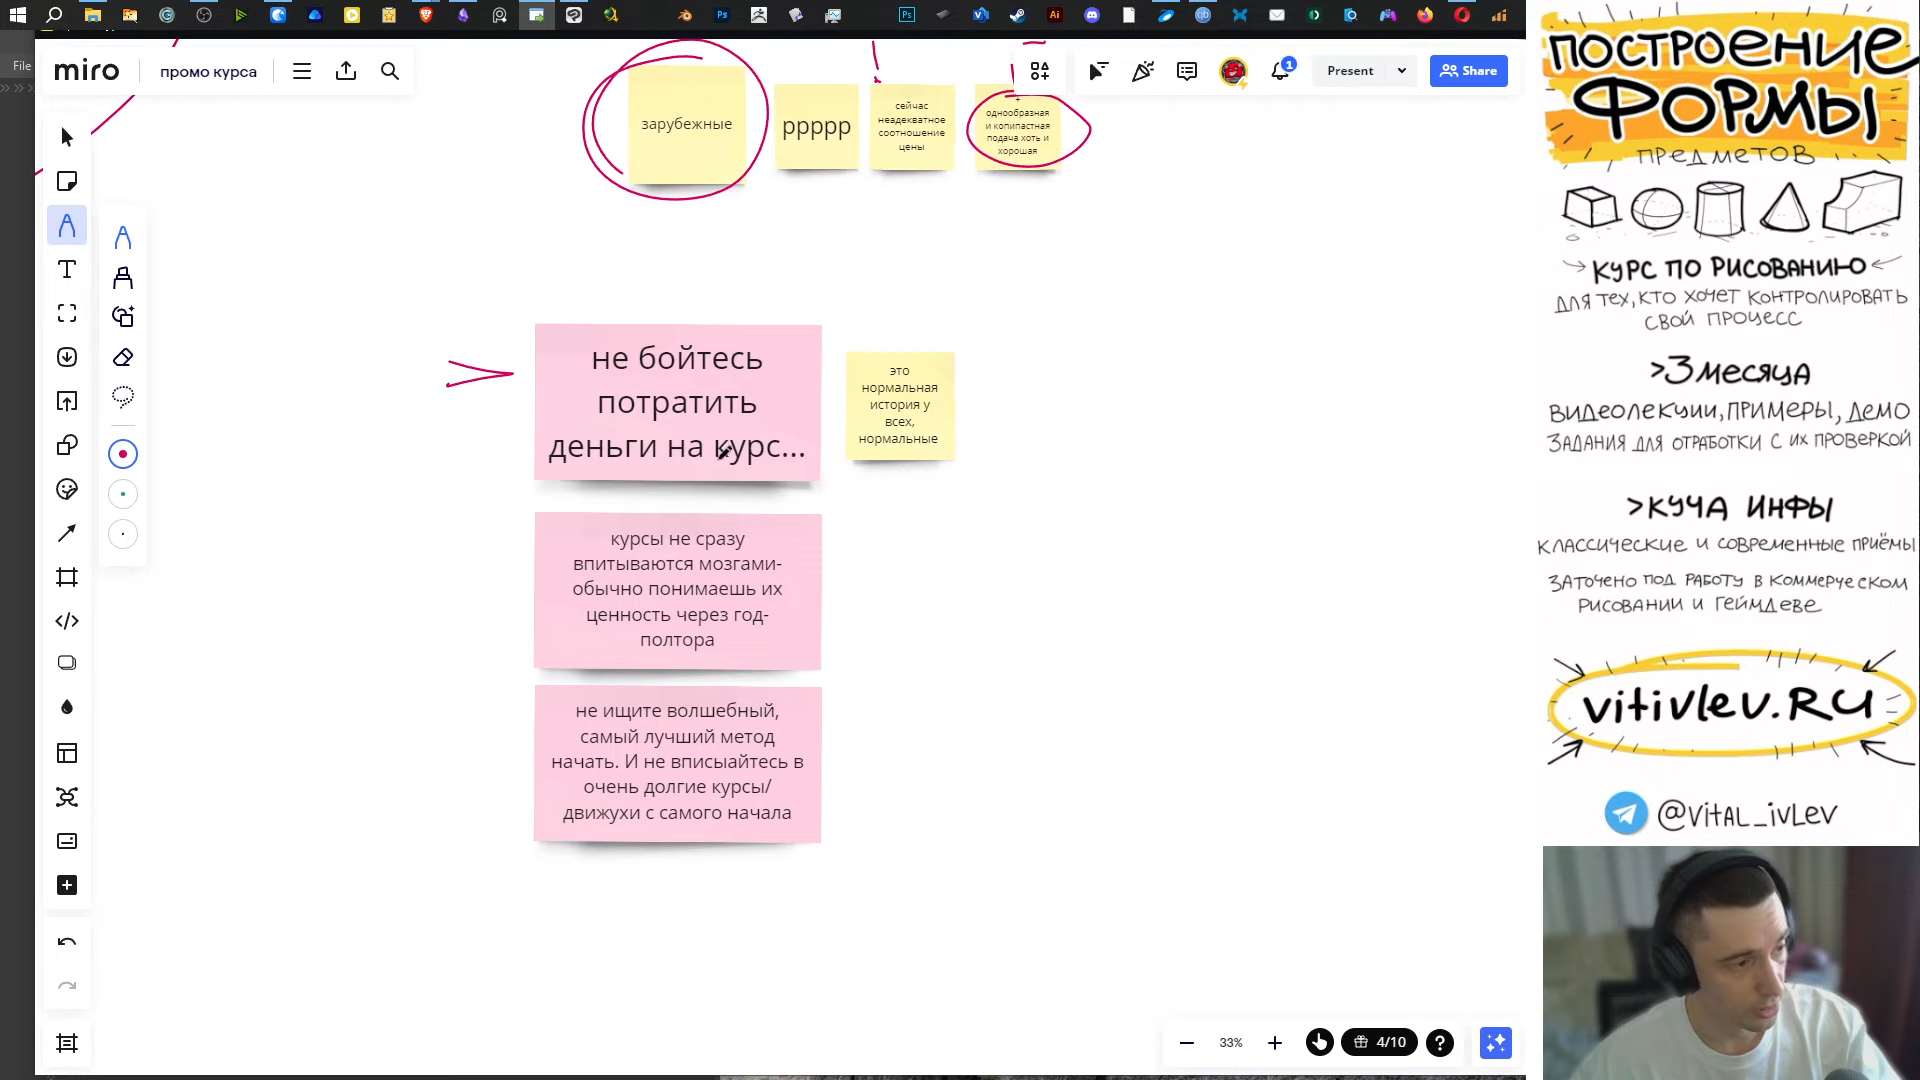 File
miro
промо курса
Present
1
Share
зарубежные
ррррр
сейчас
неадекватное
соотношение
цены
+
однообразная
и копипастная
подача хоть и
хорошая
не бойтесь
потратить
деньги на курс...
это
нормальная
история у
всех,
нормальные
курсы не сразу
впитываются мозгами-
обычно понимаешь их
ценность через год-
полтора
не ищите волшебный,
самый лучший метод
начать. И не вписыайтесь в
очень долгие курсы/
движухи с самого начала
33%
4/10
?
ПОСТРОЕНИЕ
ФОРМЫ
ПРЕДМЕТОВ
КУРС ПО РИСОВАНИЮ
ДЛЯ ТЕХ, КТО ХОЧЕТ КОНТРОЛИРОВАТЬ
СВОЙ ПРОЦЕСС
>3 месяца
ВИДЕОЛЕКЦИИ, ПРИМЕРЫ, ДЕМО
ЗАДАНИЯ ДЛЯ ОТРАБОТКИ С ИХ ПРОВЕРКОЙ
>КУЧА ИНФЫ
КЛАССИЧЕСКИЕ И СОВРЕМЕННЫЕ ПРИЁМЫ
ЗАТОЧЕНО ПОД РАБОТУ В КОММЕРЧЕСКОМ
РИСОВАНИИ И ГЕЙМДЕВЕ
vitivlev.RU
@VITAL_IVLEV